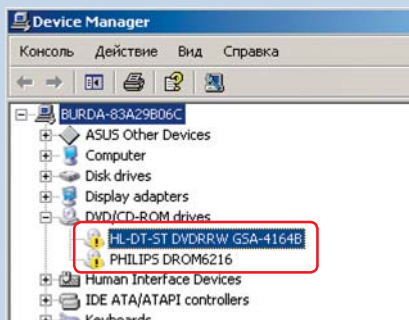 Device Manager
Консоль Действие Вид Справка
BURDA-83A29B06C
ASUS Other Devices
Computer
Disk drives
Display adapters
DVD/CD-ROM drives
HL-DT-ST DVDRRW GSA-4164B
PHILIPS DROM6216
Human Interface Devices
IDE ATA/ATAPI controllers
Keyboards